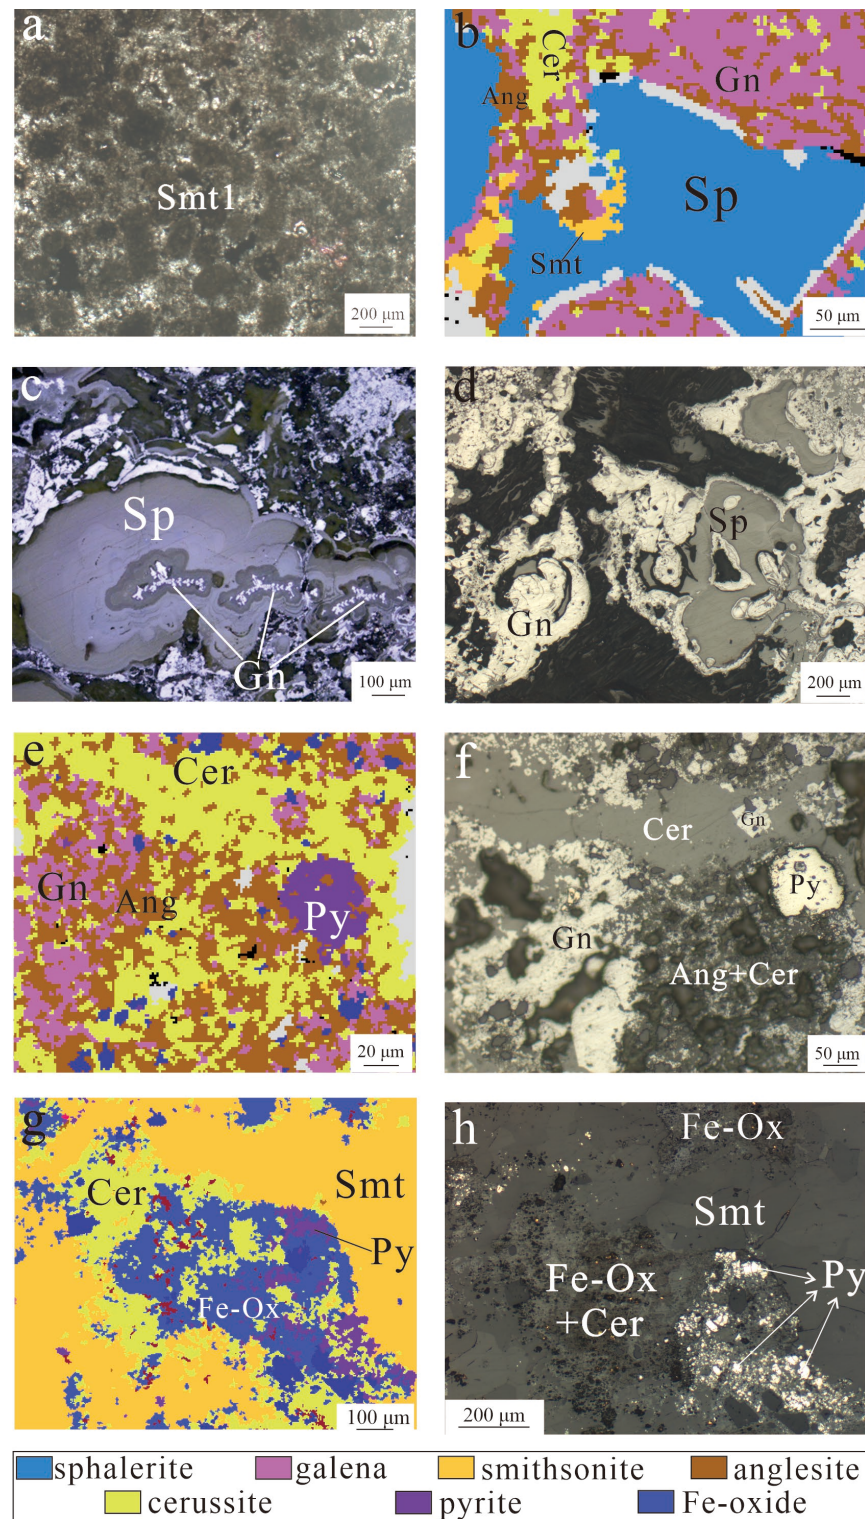 a
Smt1
200 μm
b
Cer
Gn
Ang
Sp
Smt
50 μm
c
Sp
Gn
100 μm
d
Sp
Gn
200 μm
e
Cer
Gn
Ang
Py
20 μm
f
Cer
Gn
Py
Gn
Ang+Cer
50 μm
g
Cer
Smt
Py
Fe-Ox
100 μm
h
Fe-Ox
Smt
Fe-Ox
+Cer
Py
200 μm
sphalerite galena smithsonite anglesite
cerussite pyrite Fe-oxide